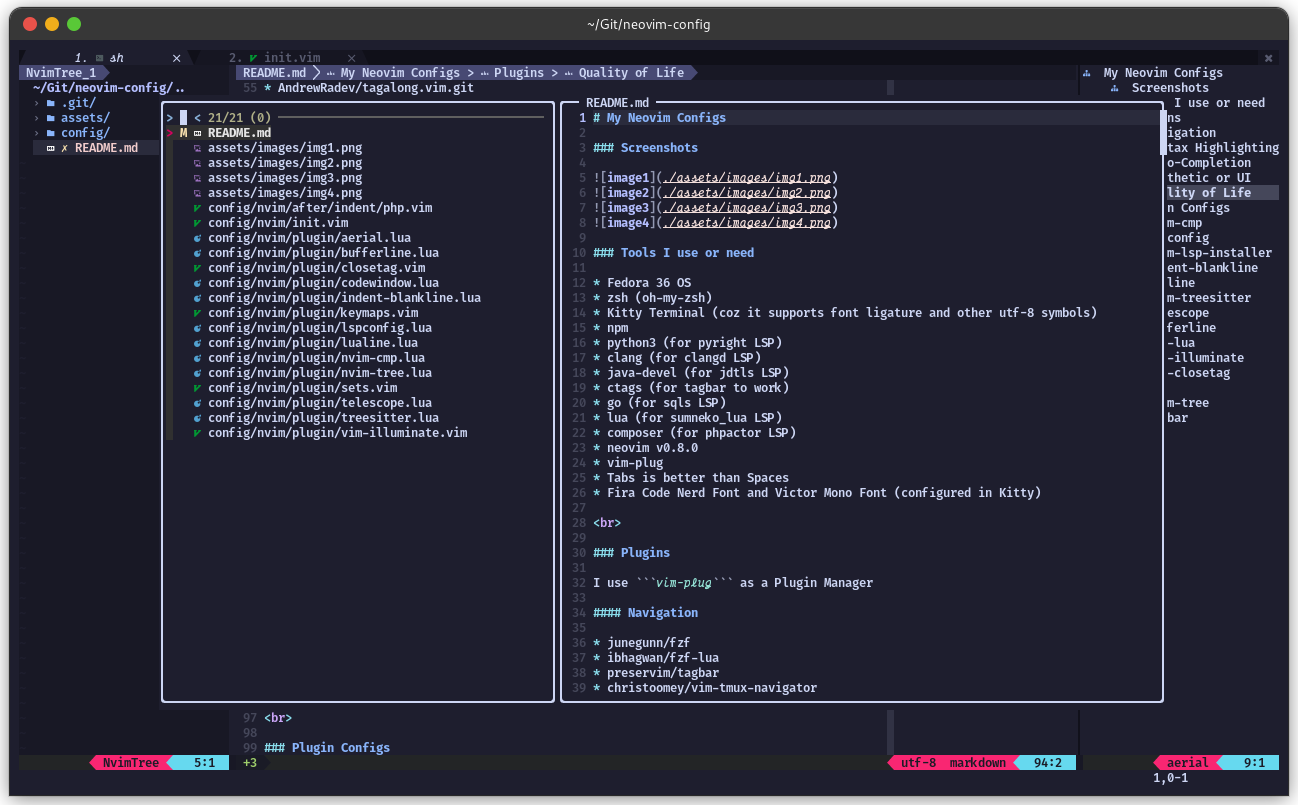 ~/Git/neovim-config
1. sh ×
2. init.vim ×
NvimTree_1
README.md > My Neovim Configs > Plugins > Quality of Life
~/Git/neovim-config/..
.git/
assets/
config/
✗ README.md
55 * AndrewRadev/tagalong.vim.git
> < 21/21 (0)
> M README.md
assets/images/img1.png
assets/images/img2.png
assets/images/img3.png
assets/images/img4.png
config/nvim/after/indent/php.vim
config/nvim/init.vim
config/nvim/plugin/aerial.lua
config/nvim/plugin/bufferline.lua
config/nvim/plugin/closetag.vim
config/nvim/plugin/codewindow.lua
config/nvim/plugin/indent-blankline.lua
config/nvim/plugin/keymaps.vim
config/nvim/plugin/lspconfig.lua
config/nvim/plugin/lualine.lua
config/nvim/plugin/nvim-cmp.lua
config/nvim/plugin/nvim-tree.lua
config/nvim/plugin/sets.vim
config/nvim/plugin/telescope.lua
config/nvim/plugin/treesitter.lua
config/nvim/plugin/vim-illuminate.vim
README.md
1 # My Neovim Configs
2
3 ### Screenshots
4
5 ![image1](./assets/images/img1.png)
6 ![image2](./assets/images/img2.png)
7 ![image3](./assets/images/img3.png)
8 ![image4](./assets/images/img4.png)
9
10 ### Tools I use or need
11
12 * Fedora 36 OS
13 * zsh (oh-my-zsh)
14 * Kitty Terminal (coz it supports font ligature and other utf-8 symbols)
15 * npm
16 * python3 (for pyright LSP)
17 * clang (for clangd LSP)
18 * java-devel (for jdtls LSP)
19 * ctags (for tagbar to work)
20 * go (for sqls LSP)
21 * lua (for sumneko_lua LSP)
22 * composer (for phpactor LSP)
23 * neovim v0.8.0
24 * vim-plug
25 * Tabs is better than Spaces
26 * Fira Code Nerd Font and Victor Mono Font (configured in Kitty)
27
28 <br>
29
30 ### Plugins
31
32 I use ```vim-plug``` as a Plugin Manager
33
34 #### Navigation
35
36 * junegunn/fzf
37 * ibhagwan/fzf-lua
38 * preservim/tagbar
39 * christoomey/vim-tmux-navigator
97 <br>
98
99 ### Plugin Configs
My Neovim Configs
Screenshots
I use or need
ns
igation
tax Highlighting
o-Completion
thetic or UI
lity of Life
n Configs
m-cmp
config
m-lsp-installer
ent-blankline
line
m-treesitter
escope
ferline
-lua
-illuminate
-closetag
m-tree
bar
NvimTree 5:1
+3
utf-8 markdown 94:2
aerial 9:1
1,0-1